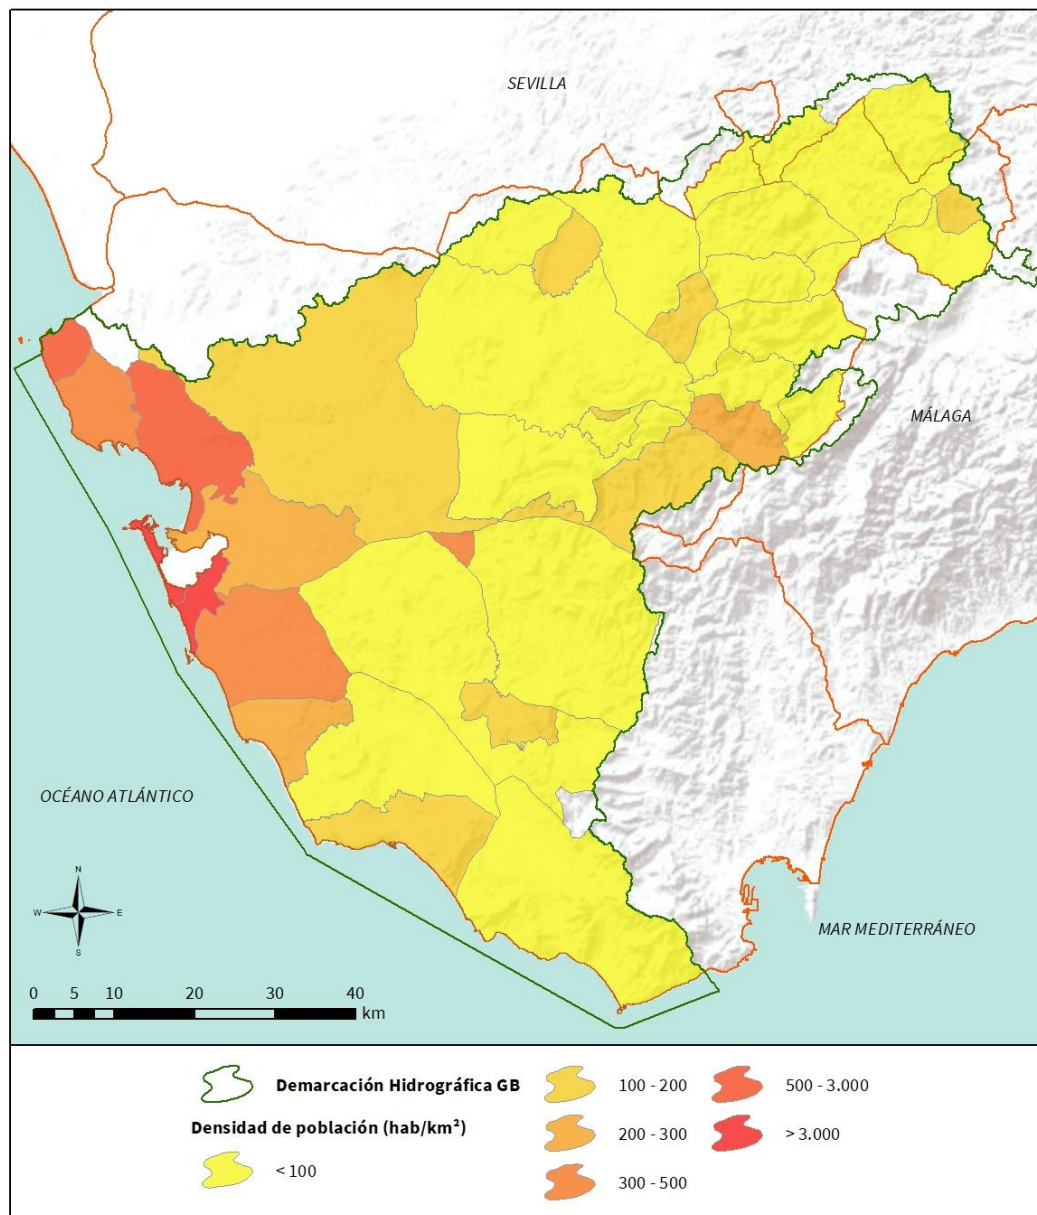 SEVILLA
MÁLAGA
OCÉANO ATLÁNTICO
MAR MEDITERRÁNEO
N
W
E
S
0 5 10 20 30 40
km
Demarcación Hidrográfica GB
Densidad de población (hab/km²)
< 100
100 - 200
200 - 300
300 - 500
500 - 3.000
> 3.000